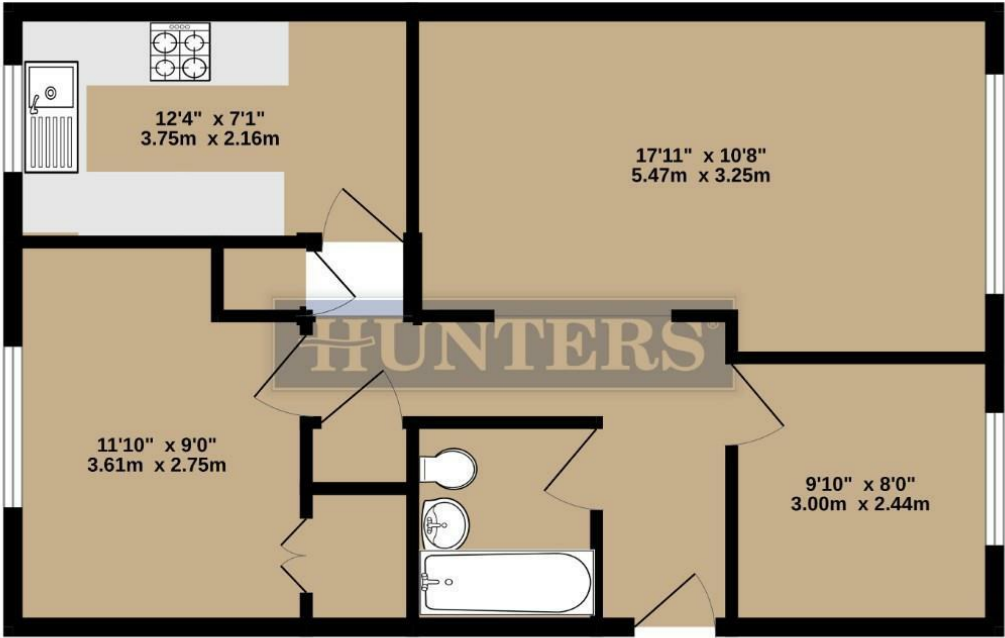 12'4" x 7'1"
3.75m x 2.16m
17'11" x 10'8"
5.47m x 3.25m
HUNTERS®
11'10" x 9'0"
3.61m x 2.75m
9'10" x 8'0"
3.00m x 2.44m